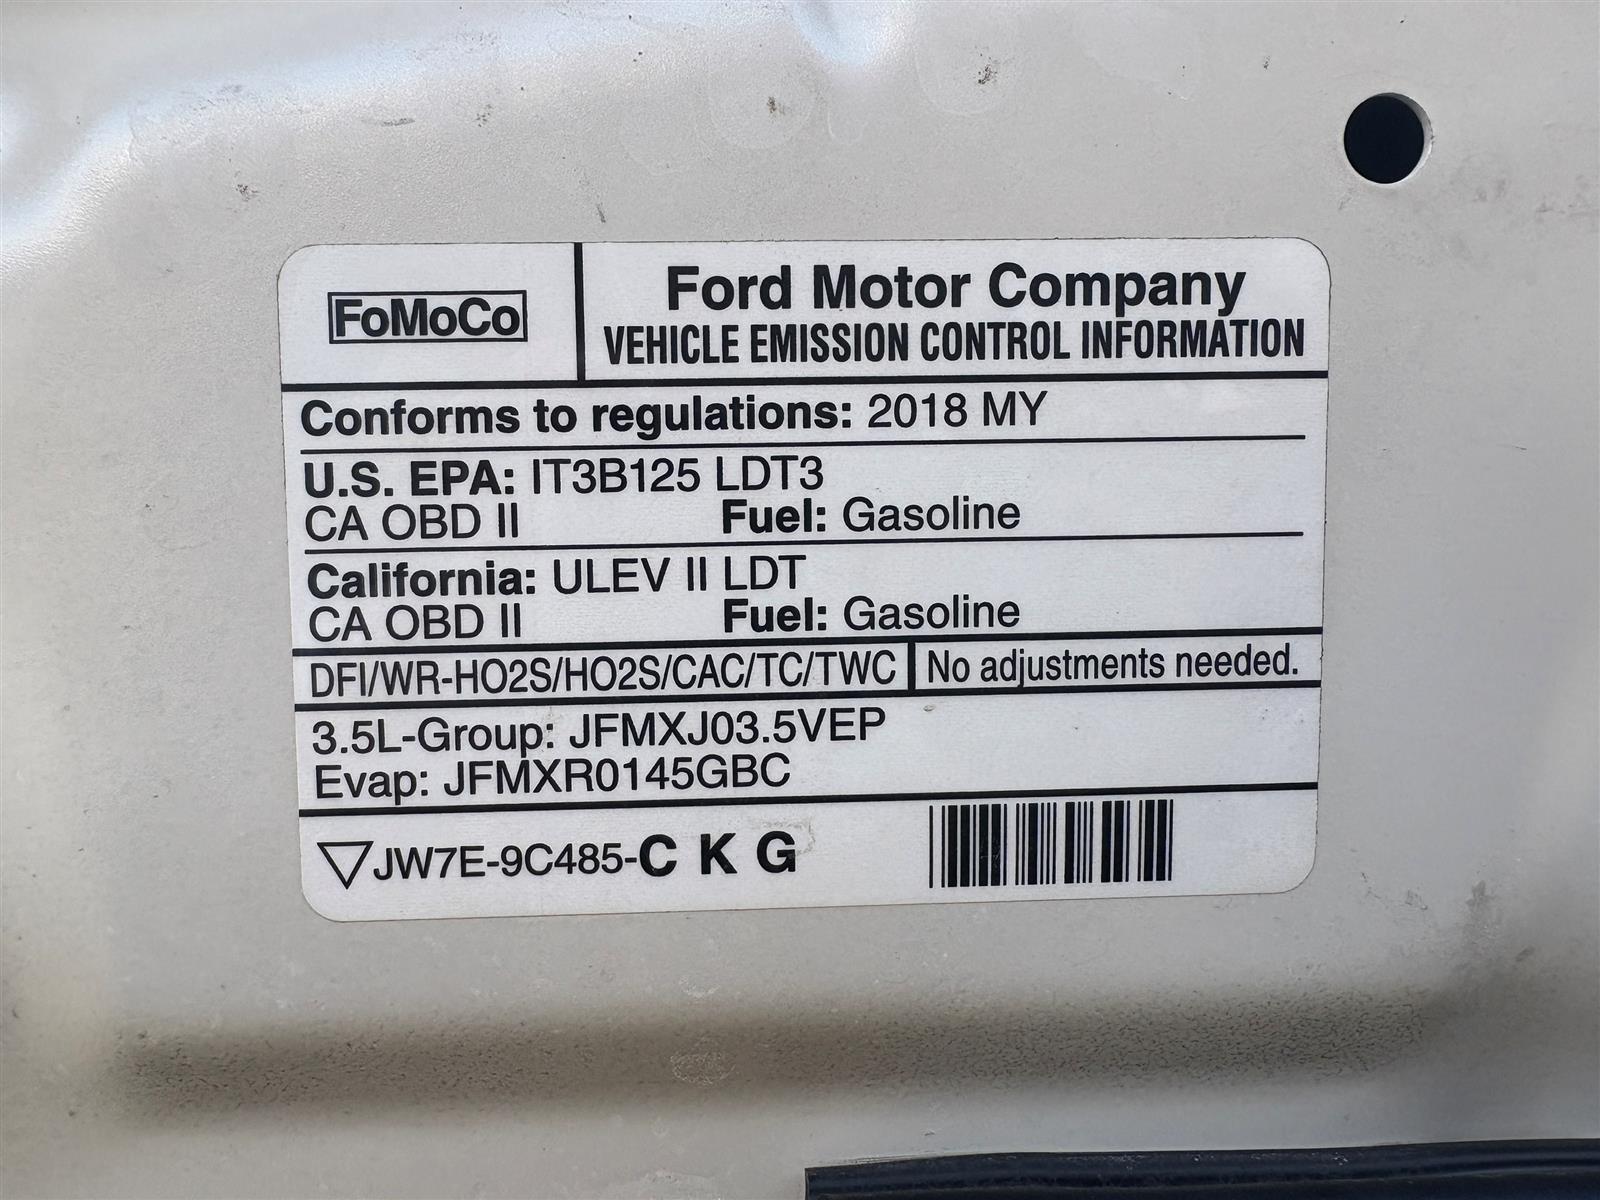 FoMoCo
Ford Motor Company
VEHICLE EMISSION CONTROL INFORMATION
Conforms to regulations: 2018 MY
U.S. EPA: IT3B125 LDT3
CA OBD II Fuel: Gasoline
California: ULEV II LDT
CA OBD II Fuel: Gasoline
DFI/WR-HO2S/HO2S/CAC/TC/TWC No adjustments needed.
3.5L-Group: JFMXJ03.5VEP
Evap: JFMXR0145GBC
JW7E-9C485-C K G